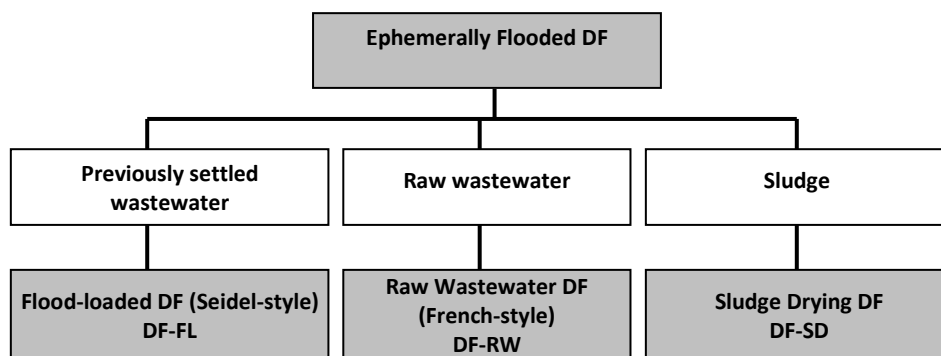 Ephemerally Flooded DF
Previously settled
wastewater
Raw wastewater
Sludge
Flood-loaded DF (Seidel-style)
DF-FL
Raw Wastewater DF
(French-style)
DF-RW
Sludge Drying DF
DF-SD